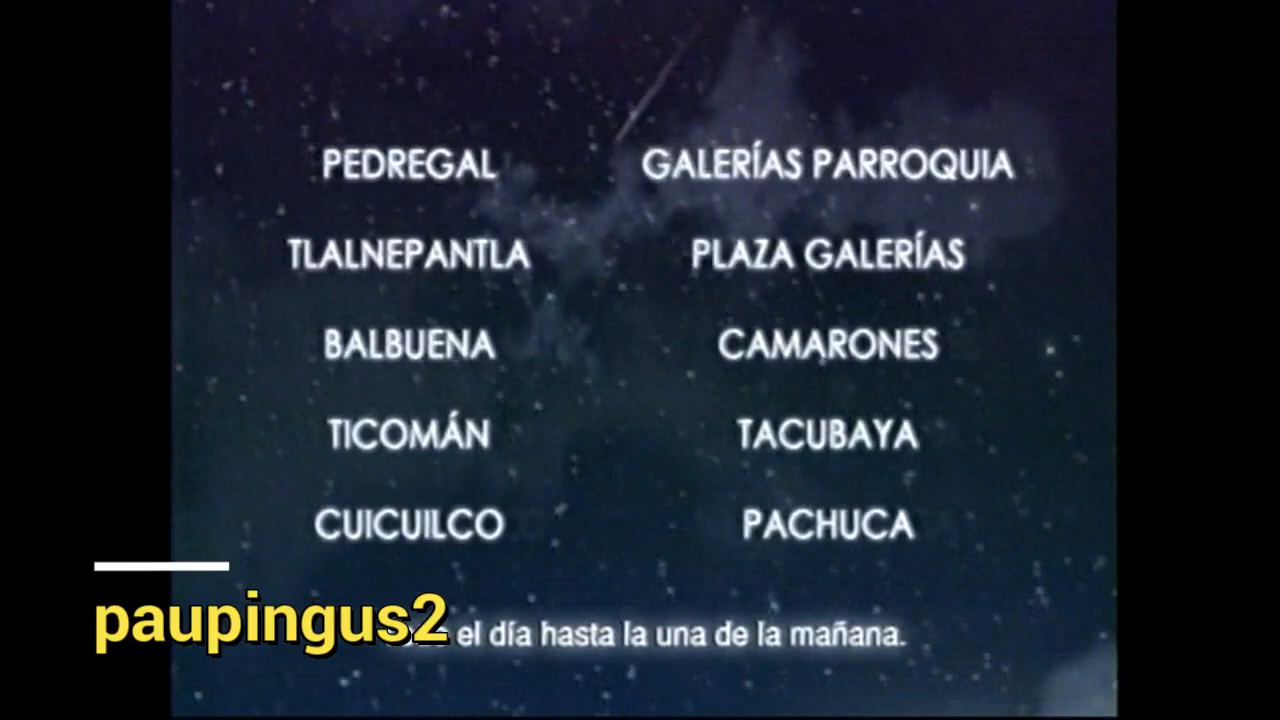 PEDREGAL
GALERÍAS PARROQUIA
TLALNEPANTLA
PLAZA GALERÍAS
BALBUENA
CAMARONES
TICOMÁN
TACUBAYA
CUICUILCO
PACHUCA
el día hasta la una de la mañana.
paupingus2